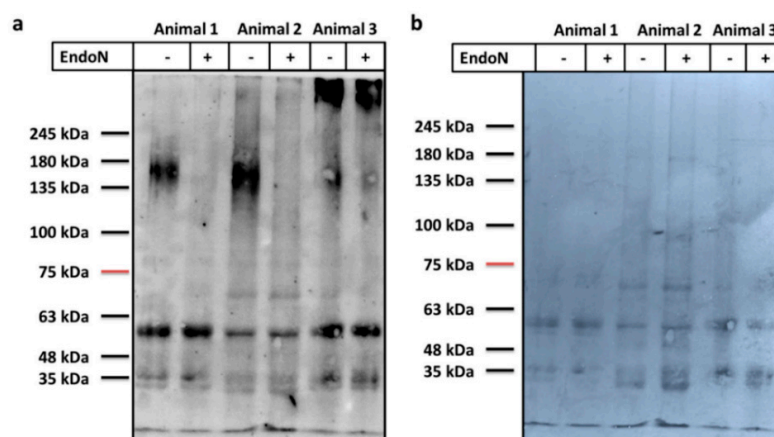 a
Animal 1 Animal 2 Animal 3
EndoN - + - + - +
245 kDa
180 kDa
135 kDa
100 kDa
75 kDa
63 kDa
48 kDa
35 kDa
b
Animal 1 Animal 2 Animal 3
EndoN - + - + - +
245 kDa
180 kDa
135 kDa
100 kDa
75 kDa
63 kDa
48 kDa
35 kDa